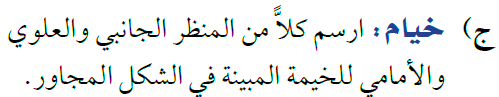 ج) خيام: ارسم كلاًّ من المنظر الجانبي والعلوي
والأمامي للخيمة المبينة في الشكل المجاور.